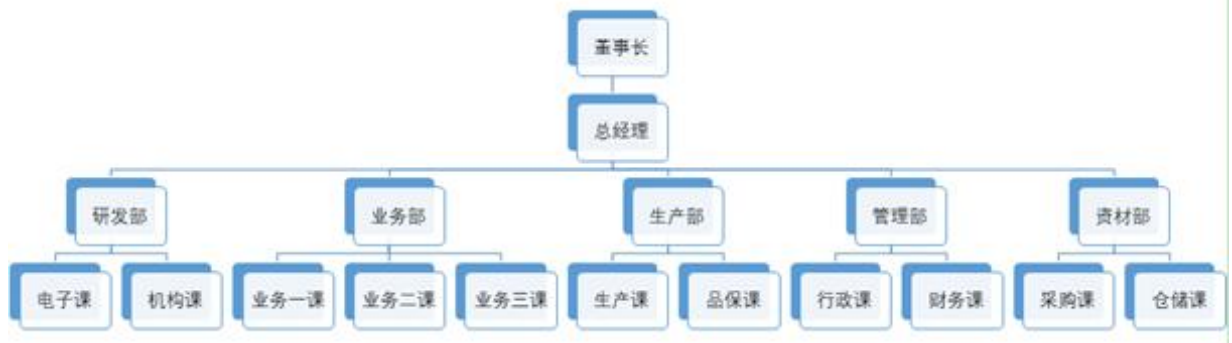 董事长
总经理
研发部 业务部 生产部 管理部 资材部
电子课 机构课 业务一课 业务二课 业务三课 生产课 品保课 行政课 财务课 采购课 仓储课